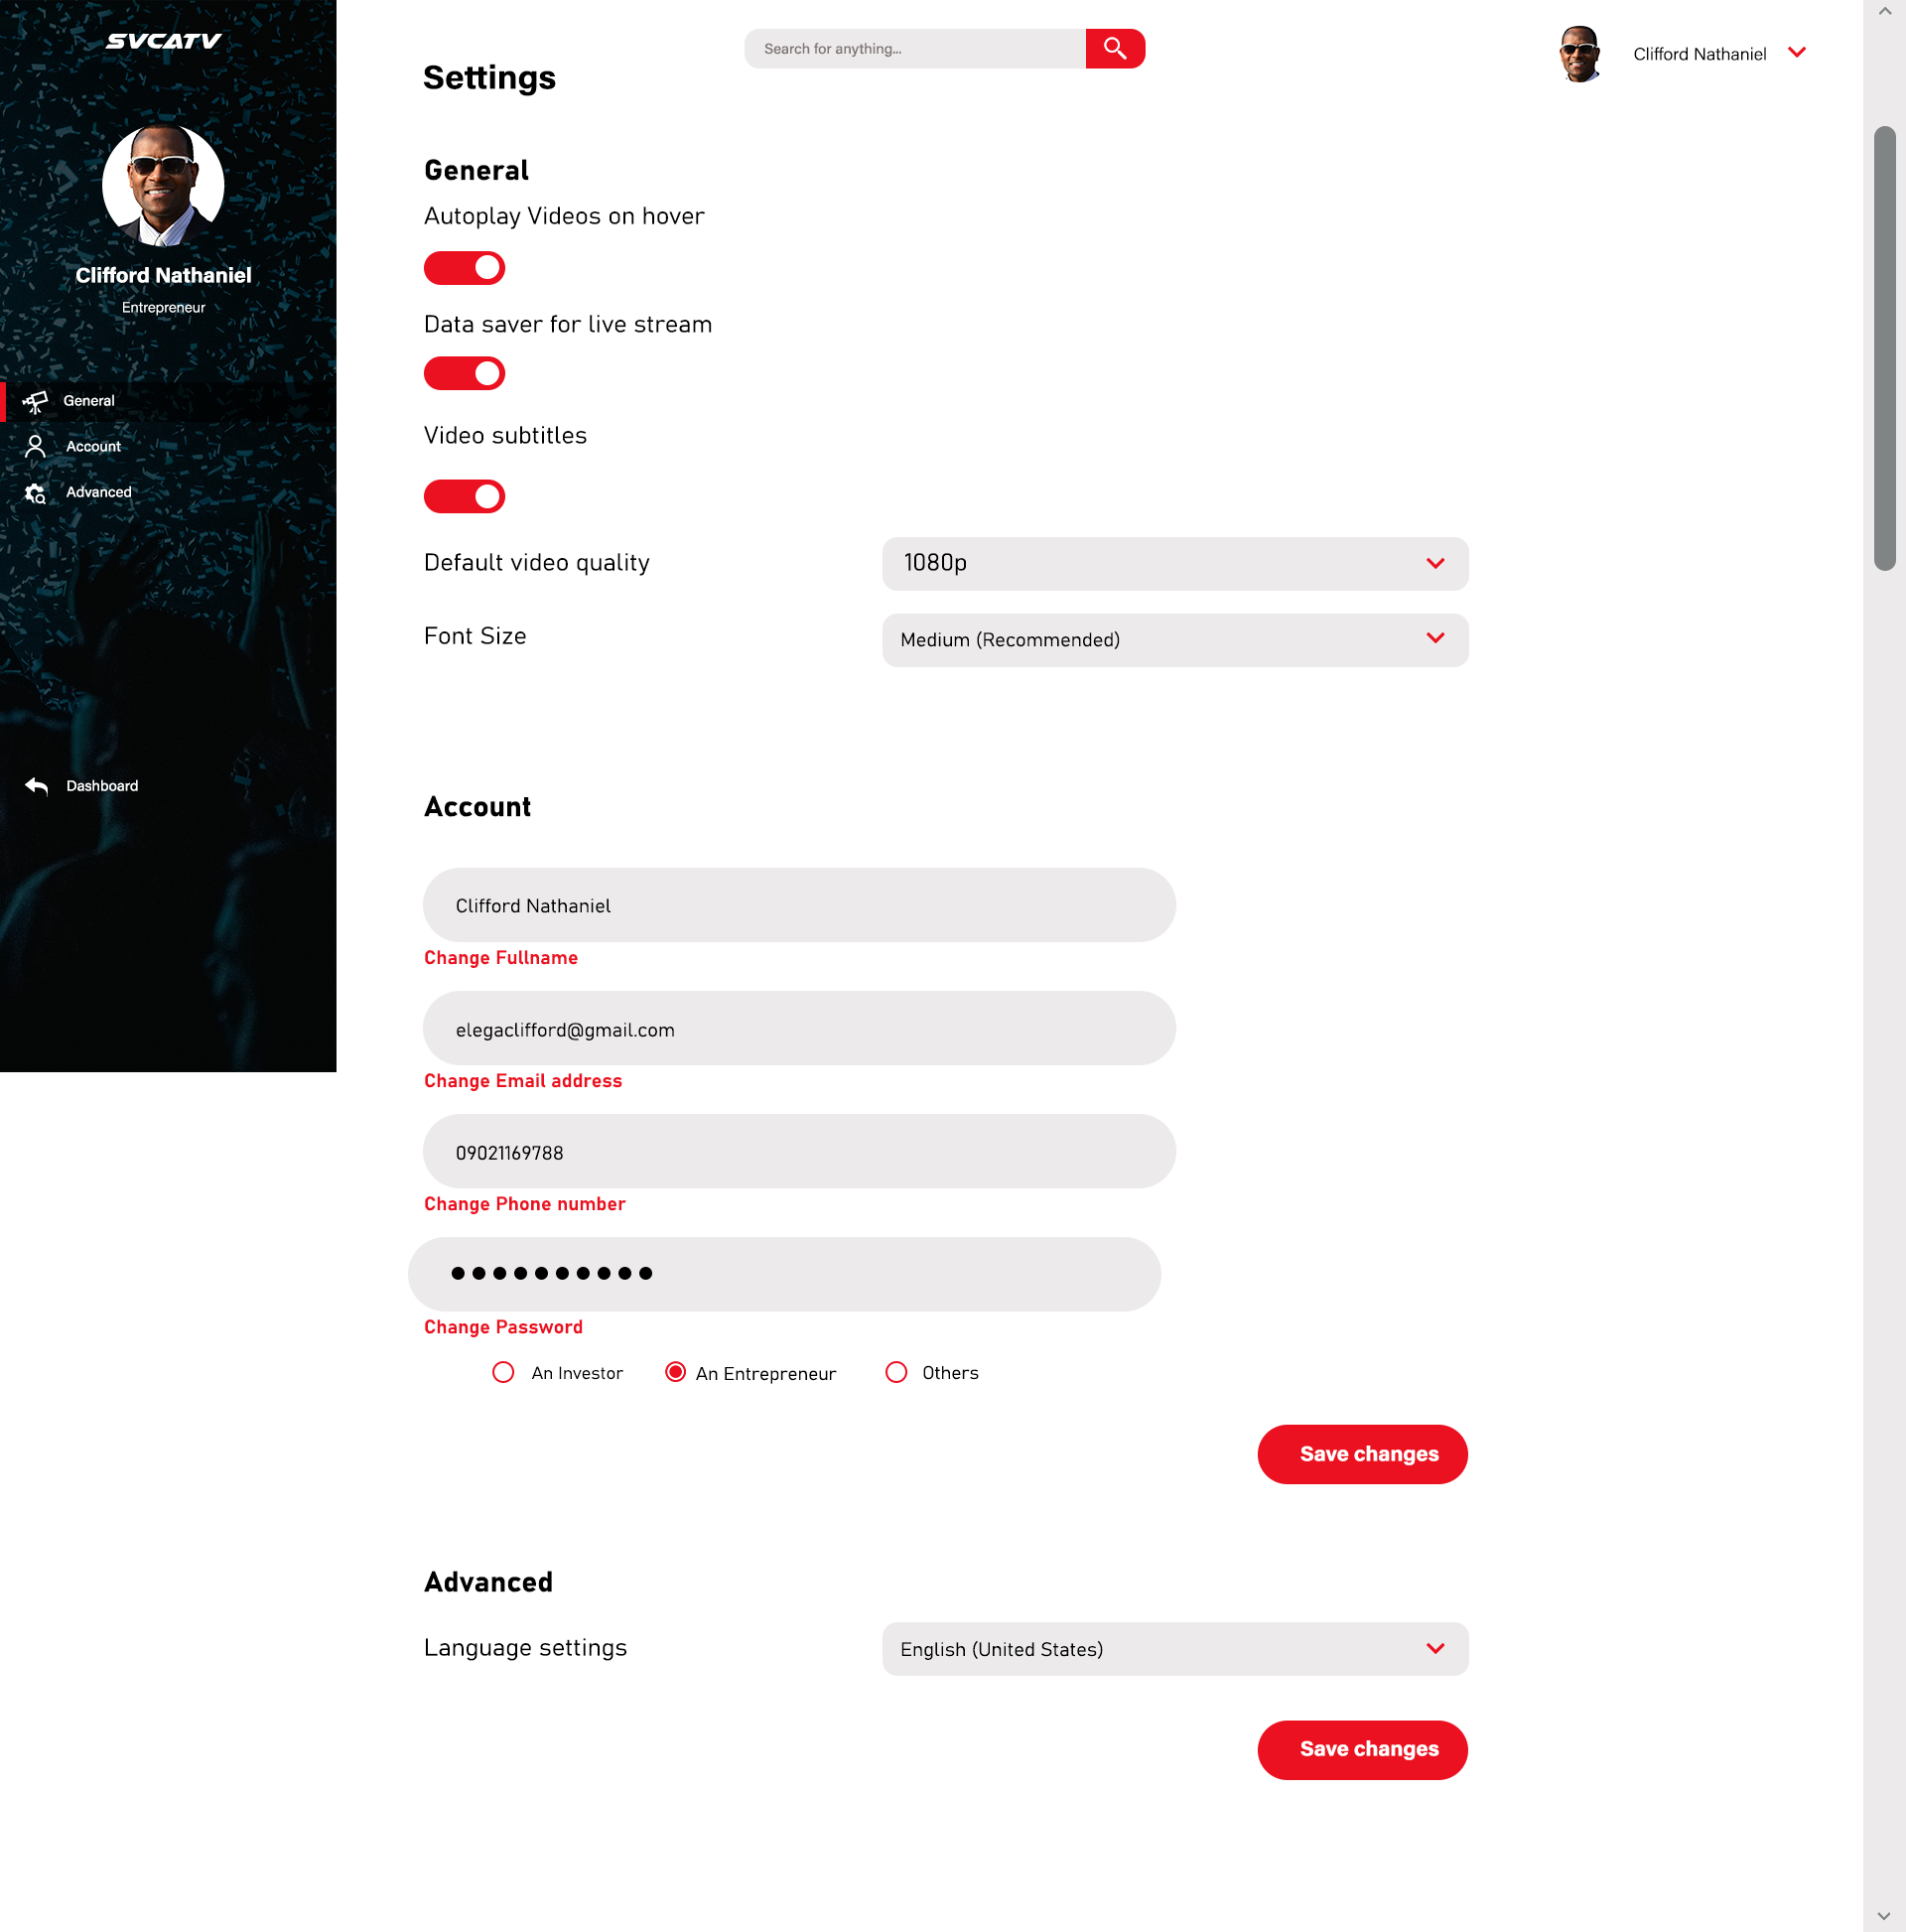 SVCATV
Clifford Nathaniel
Entrepreneur
General
Account
Advanced
Dashboard
Search for anything...
Clifford Nathaniel
Settings
General
Autoplay Videos on hover
Data saver for live stream
Video subtitles
Default video quality
1080p
Font Size
Medium (Recommended)
Account
Clifford Nathaniel
Change Fullname
elegaclifford@gmail.com
Change Email address
09021169788
Change Phone number
Change Password
An Investor
An Entrepreneur
Others
Save changes
Advanced
Language settings
English (United States)
Save changes